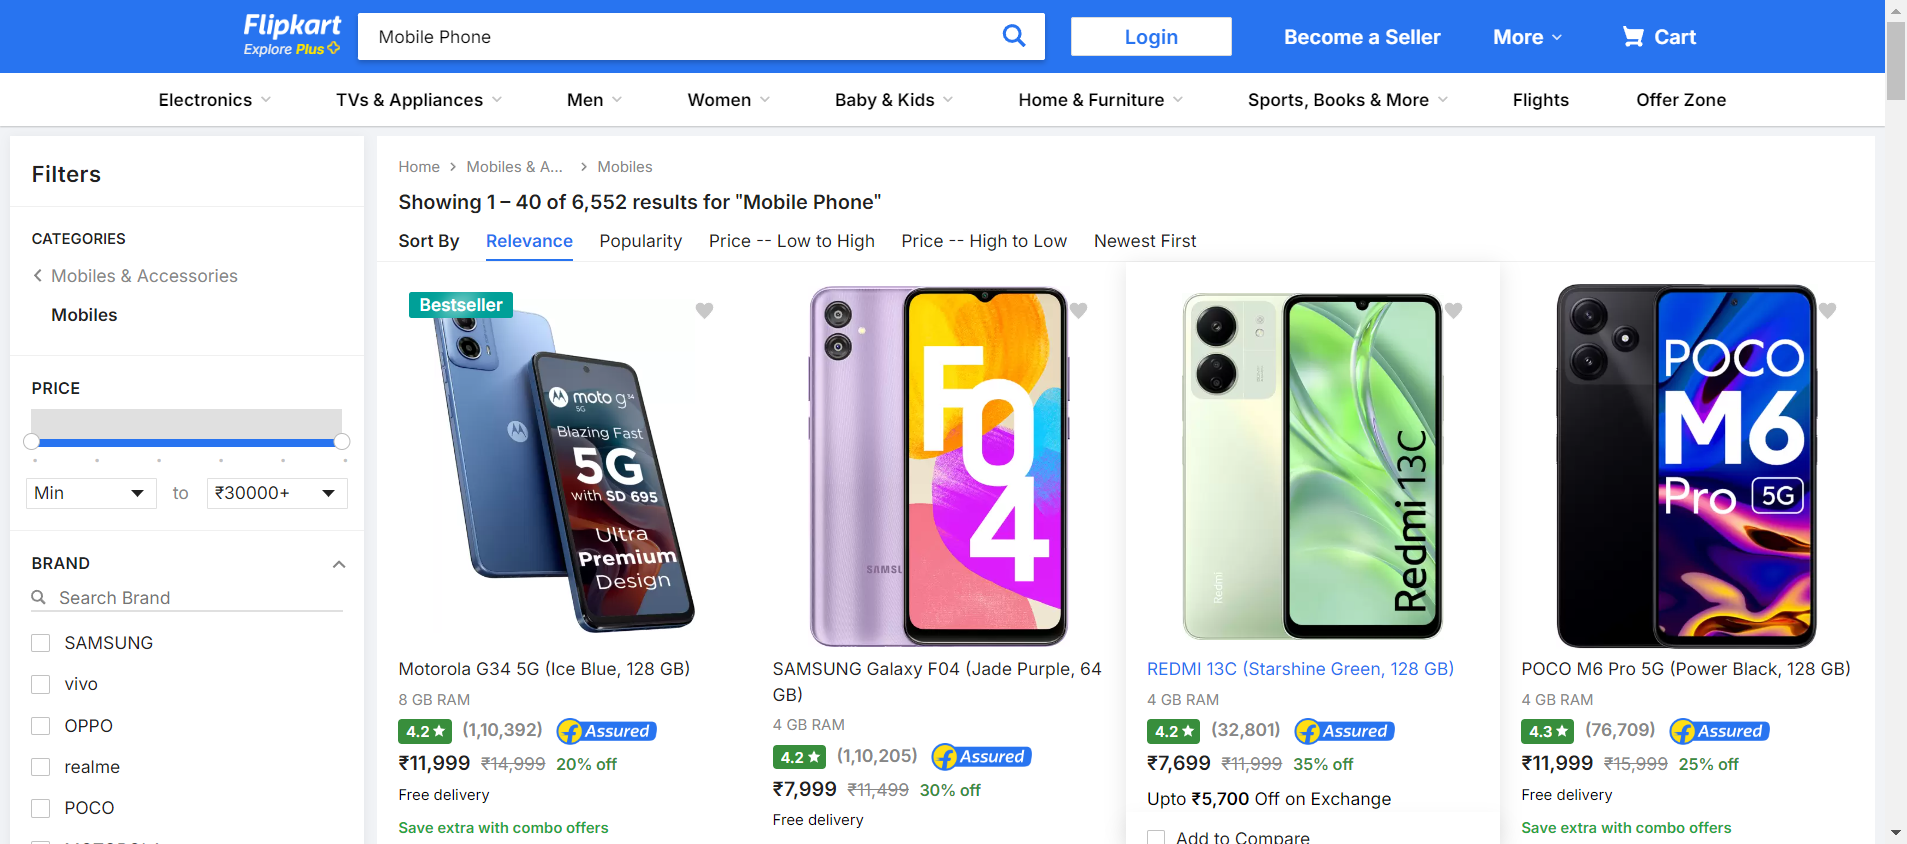 Flipkart
Explore Plus
Mobile Phone
Login
Become a Seller
More
Cart
Electronics
TVs & Appliances
Men
Women
Baby & Kids
Home & Furniture
Sports, Books & More
Flights
Offer Zone
Filters
CATEGORIES
Mobiles & Accessories
Mobiles
PRICE
Min
to
₹30000+
BRAND
Search Brand
SAMSUNG
vivo
OPPO
realme
POCO
Home
Mobiles & A...
Mobiles
Showing 1 – 40 of 6,552 results for "Mobile Phone"
Sort By
Relevance
Popularity
Price -- Low to High
Price -- High to Low
Newest First
Bestseller
moto g34
5G
Blazing Fast
5G
with SD 695
Ultra
Premium
Design
Motorola G34 5G (Ice Blue, 128 GB)
8 GB RAM
4.2
(1,10,392)
Assured
₹11,999 ₹14,999 20% off
Free delivery
Save extra with combo offers
SAMSU
F04
SAMSUNG Galaxy F04 (Jade Purple, 64
GB)
4 GB RAM
4.2
(1,10,205)
Assured
₹7,999 ₹11,499 30% off
Free delivery
Redmi
Redmi 13C
REDMI 13C (Starshine Green, 128 GB)
4 GB RAM
4.2
(32,801)
Assured
₹7,699 ₹11,999 35% off
Upto ₹5,700 Off on Exchange
Add to Compare
POCO
M6
Pro 5G
POCO M6 Pro 5G (Power Black, 128 GB)
4 GB RAM
4.3
(76,709)
Assured
₹11,999 ₹15,999 25% off
Free delivery
Save extra with combo offers